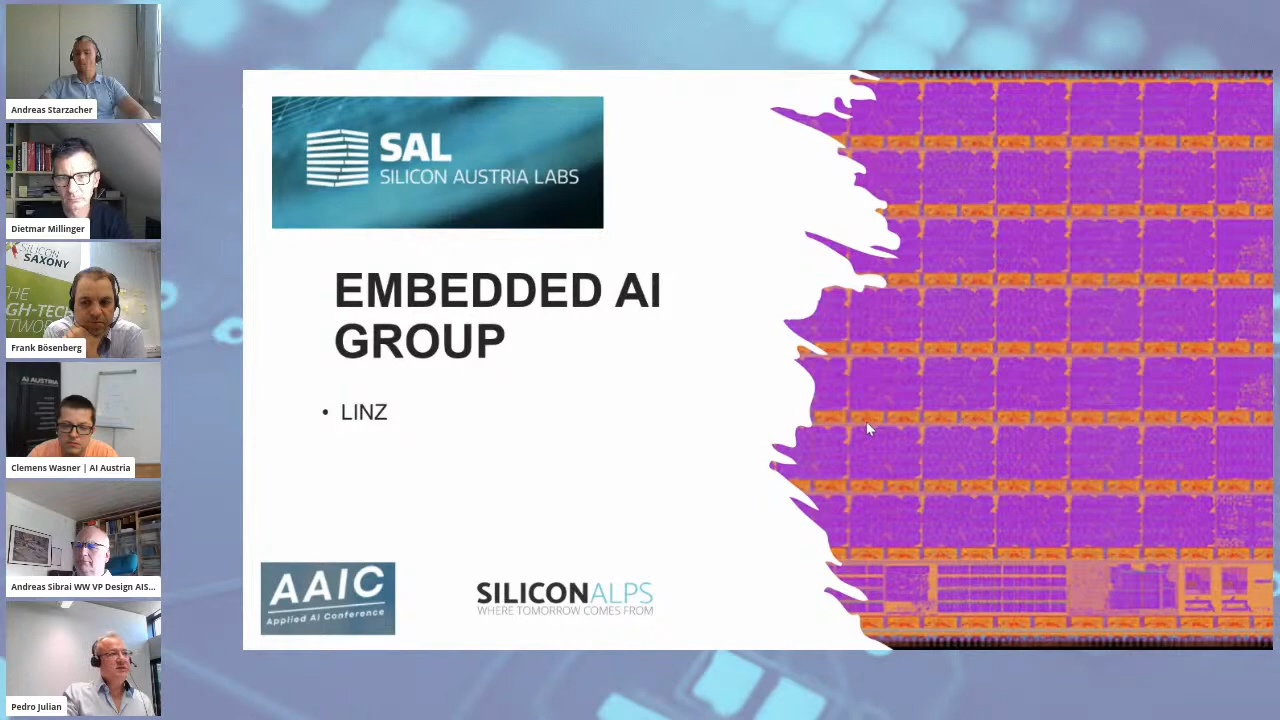 Andreas Starzacher
Dietmar Millinger
SILICON
SAXONY
THE
GH-TECH
NETWOR
Frank Bösenberg
AI AUSTRIA
Clemens Wasner | AI Austria
Andreas Sibrai WW VP Design AIS...
Pedro Julian
SAL
SILICON AUSTRIA LABS
EMBEDDED AI
GROUP
• LINZ
AAIC
Applied AI Conference
SILICONALPS
WHERE TOMORROW COMES FROM